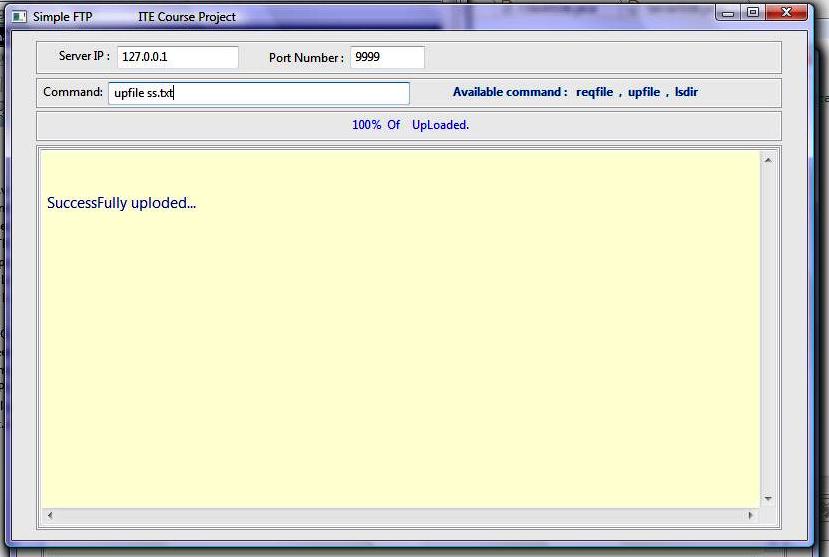 Simple FTP ITE Course Project
Server IP : 127.0.0.1 Port Number : 9999
Command: upfile ss.txt Available command : reqfile , upfile , lsdir
100% Of UpLoaded.
SuccessFully uploded...